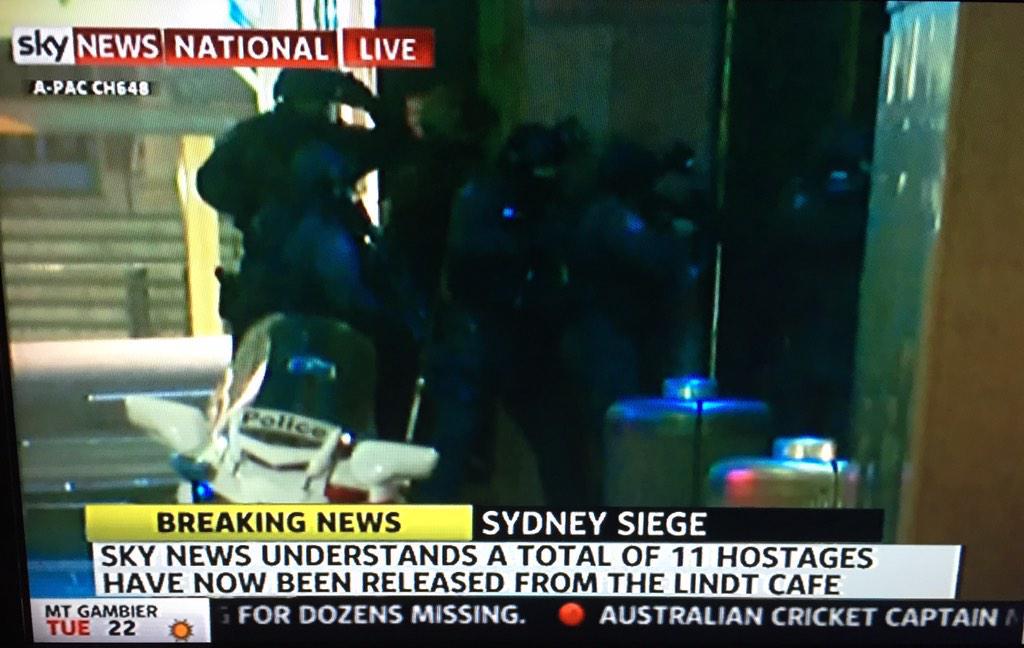 sky NEWS NATIONAL LIVE
A-PAC CH648
Police
BREAKING NEWS SYDNEY SIEGE
SKY NEWS UNDERSTANDS A TOTAL OF 11 HOSTAGES
HAVE NOW BEEN RELEASED FROM THE LINDT CAFE
MT GAMBIER
TUE 22
FOR DOZENS MISSING. AUSTRALIAN CRICKET CAPTAIN